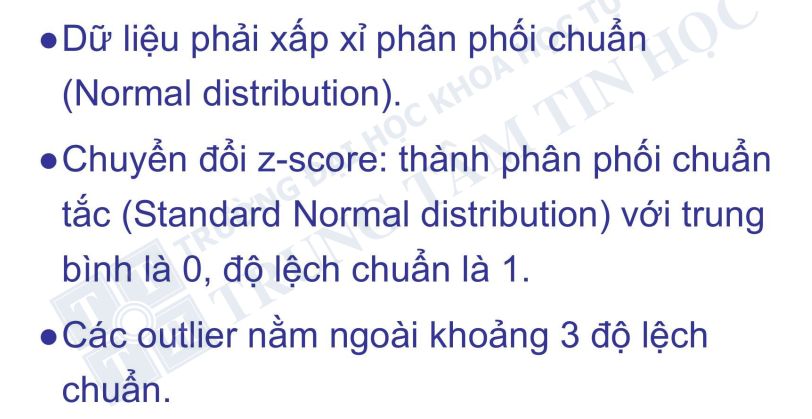 ●Dữ liệu phải xấp xỉ phân phối chuẩn
(Normal distribution).
●Chuyển đổi z-score: thành phân phối chuẩn
tắc (Standard Normal distribution) với trung
bình là 0, độ lệch chuẩn là 1.
●Các outlier nằm ngoài khoảng 3 độ lệch
chuẩn.
TRƯỜNG ĐẠI HỌC KHOA HỌC TỰ
TRUNG TÂM TIN HỌC